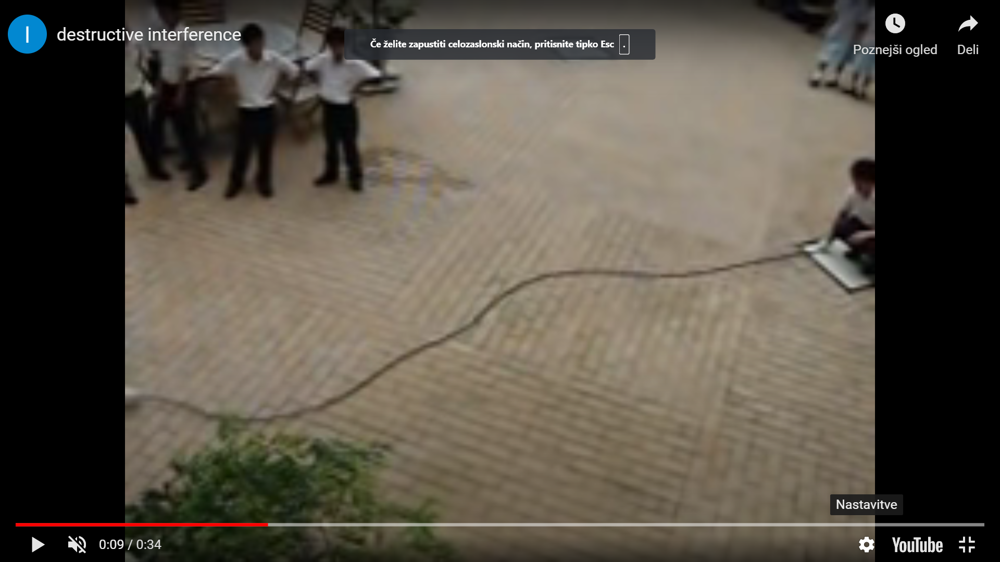 I
destructive interference
Če želite zapustiti celozaslonski način, pritisnite tipko Esc .
Poznejši ogled
Deli
Nastavitve
0:09 / 0:34
YouTube